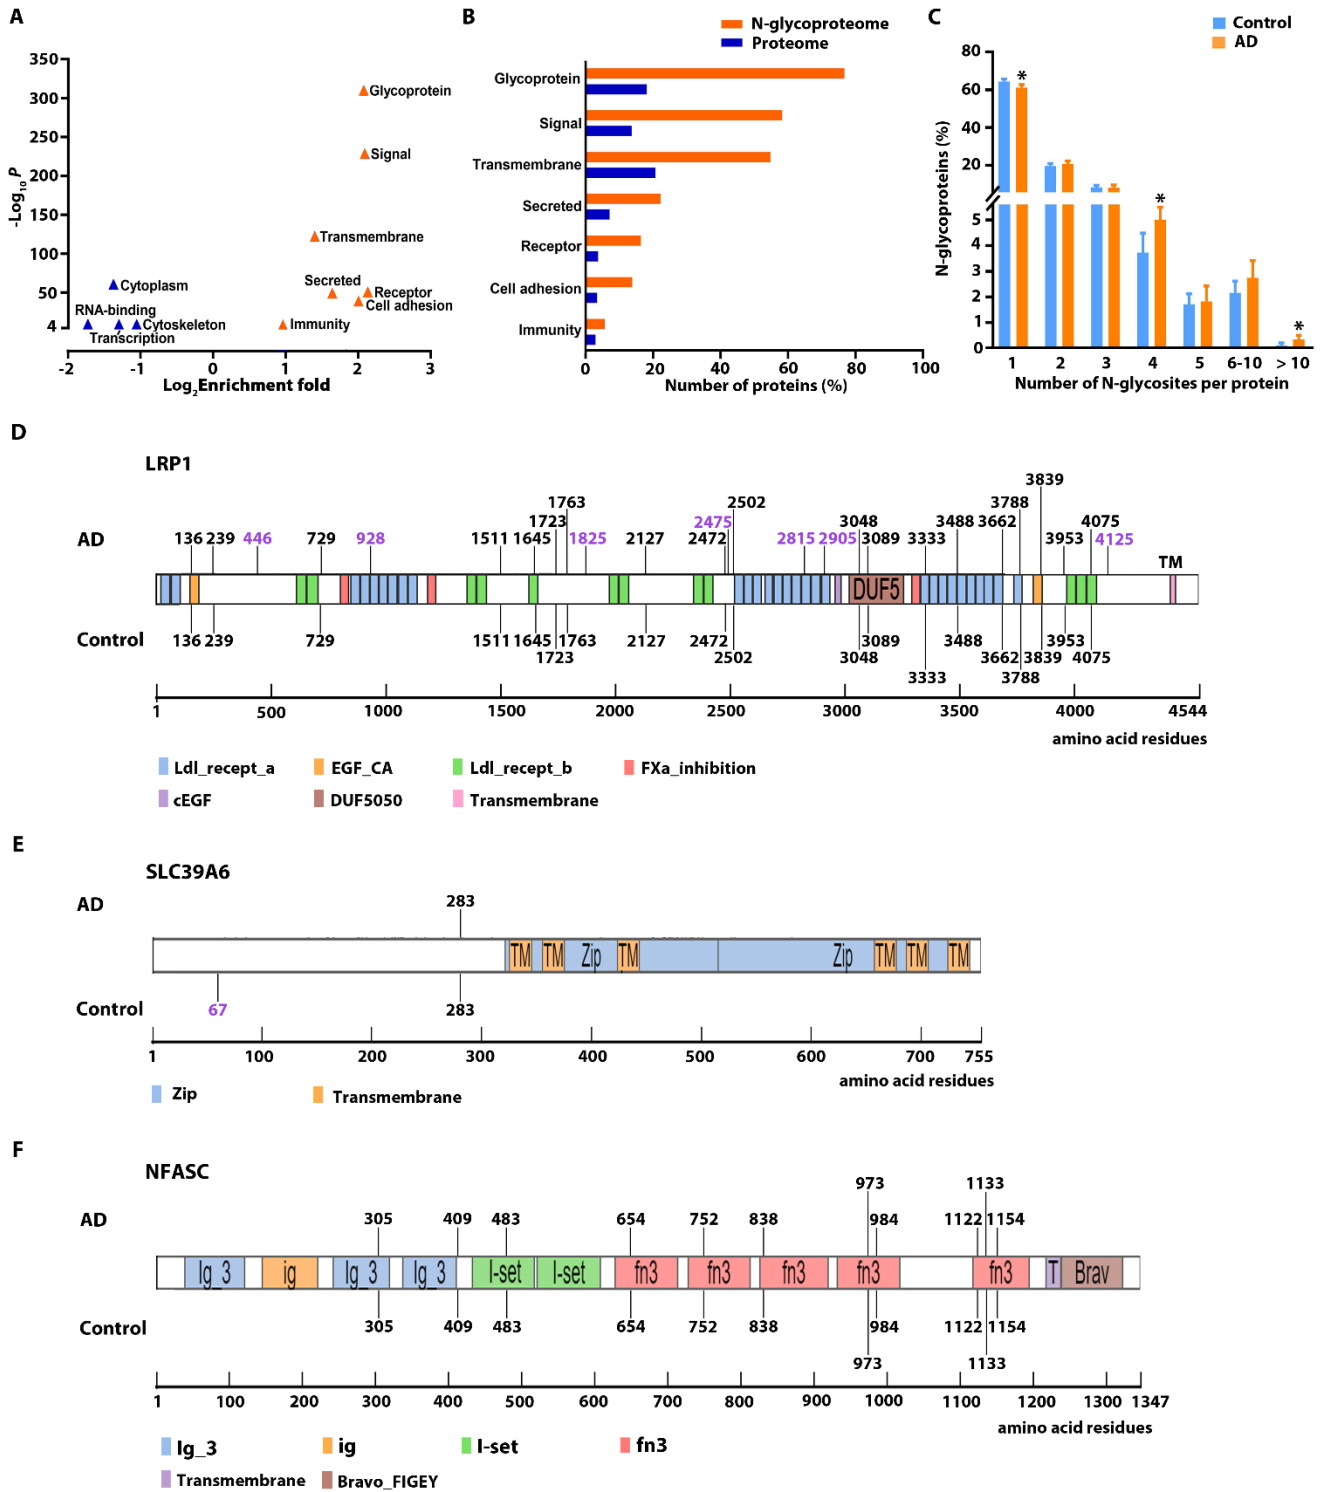 A
-Log10 P
350
300
250
200
150
100
50
4
Glycoprotein
Signal
Transmembrane
Secreted
Receptor
Cell adhesion
Cytoplasm
RNA-binding
Cytoskeleton
Transcription
Immunity
-2 -1 0 1 2 3
Log2Enrichment fold
B
N-glycoproteome
Proteome
Glycoprotein
Signal
Transmembrane
Secreted
Receptor
Cell adhesion
Immunity
0 20 40 60 80 100
Number of proteins (%)
C
Control
AD
N-glycoproteins (%)
80
60
40
20
5
4
3
2
1
0
* * *
1 2 3 4 5 6-10 > 10
Number of N-glycosites per protein
D
LRP1
3839
1763 2502 3788
1723 2475 3048 3488 3662 4075
AD 136 239 446 729 928 1511 1645 1825 2127 2472 2815 2905 3089 3333 3953 4125
TM
DUF5
Control 136 239 729 1511 1645 1763 2127 2472 3089 3488 3953
1723 2502 3048 3662 3839 4075
3333 3788
1 500 1000 1500 2000 2500 3000 3500 4000 4544
amino acid residues
Ldl_recept_a EGF_CA Ldl_recept_b FXa_inhibition
cEGF DUF5050 Transmembrane
E
SLC39A6
AD 283
TM TM Zip TM Zip TM TM TM
Control 67 283
1 100 200 300 400 500 600 700 755
amino acid residues
Zip Transmembrane
F
NFASC
973 1133
AD 305 409 483 654 752 838 984 1122 1154
Ig_3 ig Ig_3 Ig_3 I-set I-set fn3 fn3 fn3 fn3 fn3 T Brav
Control 305 409 483 654 752 838 984 1122 1154
973 1133
1 100 200 300 400 500 600 700 800 900 1000 1100 1200 1300 1347
amino acid residues
Ig_3 ig I-set fn3
Transmembrane Bravo_FIGEY